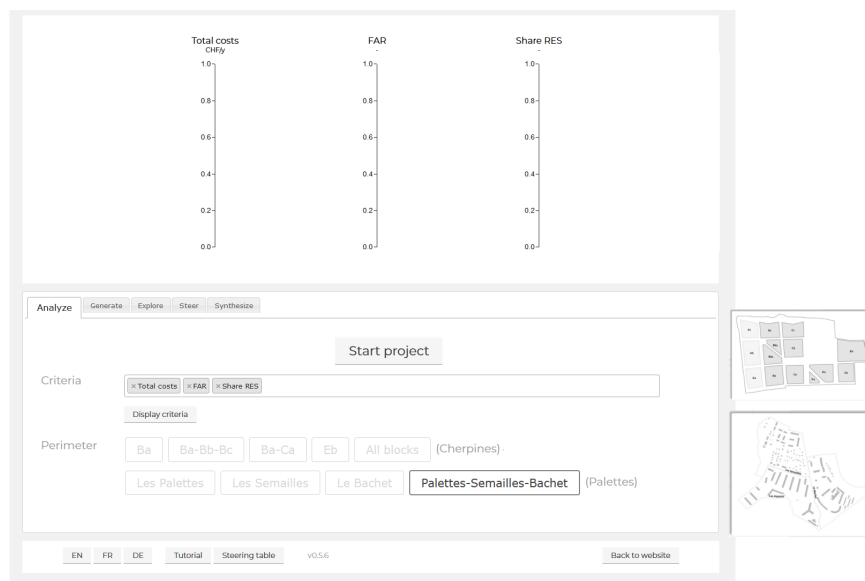 Total costs FAR Share RES
CHF/y - -
1.0 1.0 1.0
0.8 0.8 0.8
0.6 0.6 0.6
0.4 0.4 0.4
0.2 0.2 0.2
0.0 0.0 0.0
Analyze Generate Explore Steer Synthesize
Start project
Criteria × Total costs × FAR × Share RES
Display criteria
Perimeter Ba Ba-Bb-Bc Ba-Ca Eb All blocks (Cherpines)
Les Palettes Les Semailles Le Bachet Palettes-Semailles-Bachet (Palettes)
EN FR DE Tutorial Steering table v0.5.6 Back to website